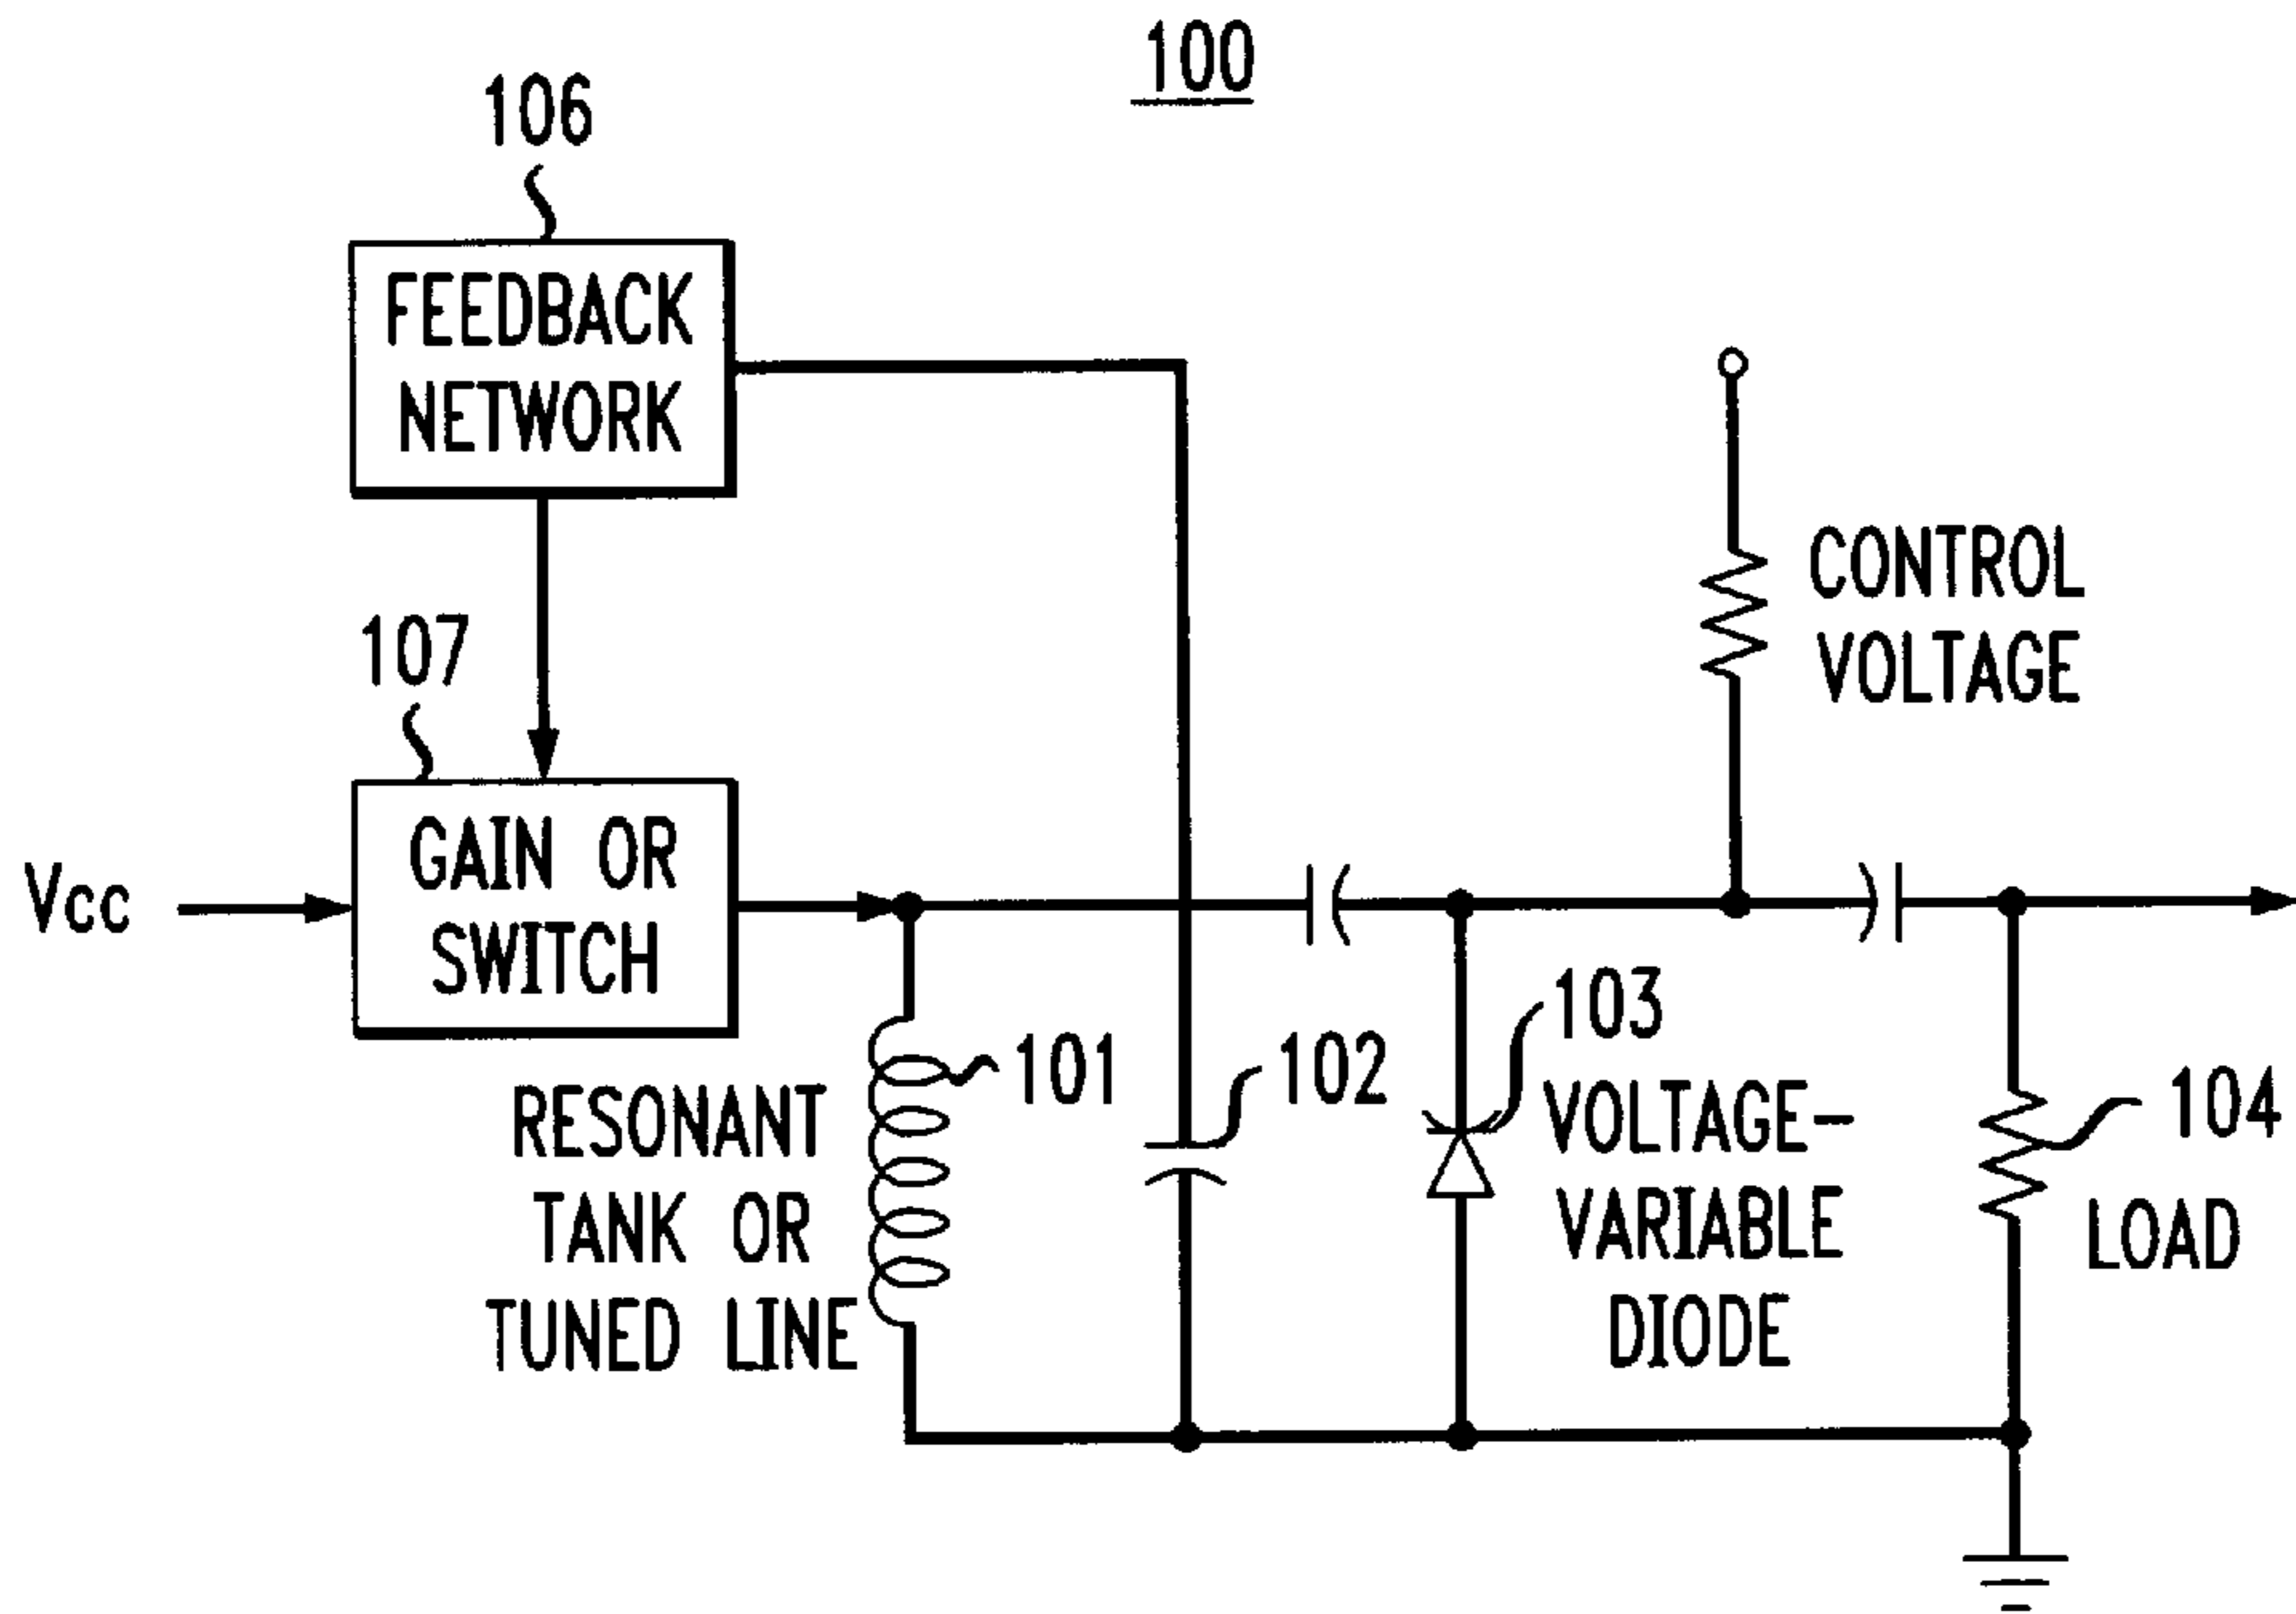 100
106
FEEDBACK
NETWORK
CONTROL
VOLTAGE
107
GAIN OR
SWITCH
Vcc
101
102
103
RESONANT
TANK OR
TUNED LINE
VOLTAGE-
VARIABLE
DIODE
104
LOAD